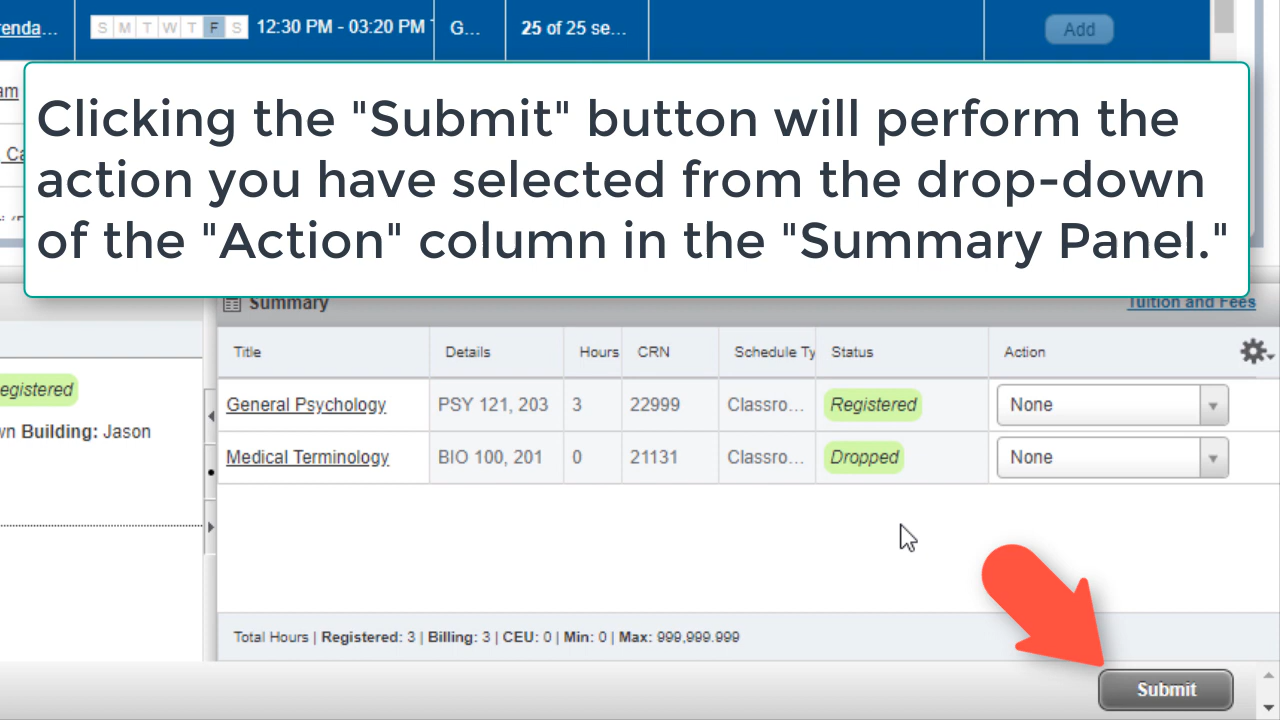 enda...
S M T W T F S 12:30 PM - 03:20 PM
G...
25 of 25 se...
Add
am
Clicking the "Submit" button will perform the
action you have selected from the drop-down
of the "Action" column in the "Summary Panel."
Summary
Tuition and Fees
Title Details Hours CRN Schedule Ty Status Action
egistered
General Psychology PSY 121, 203 3 22999 Classro... Registered None
wn Building: Jason
Medical Terminology BIO 100, 201 0 21131 Classro... Dropped None
Total Hours | Registered: 3 | Billing: 3 | CEU: 0 | Min: 0 | Max: 999,999.999
Submit